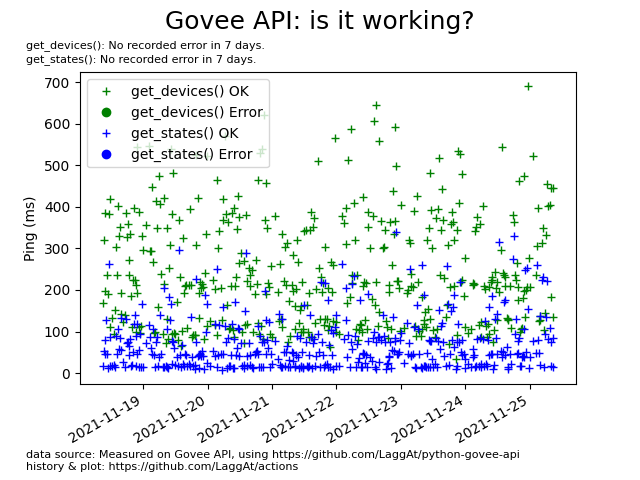 Govee API: is it working?
get_devices(): No recorded error in 7 days.
get_states(): No recorded error in 7 days.
get_devices() OK
get_devices() Error
get_states() OK
get_states() Error
Ping (ms)
700
600
500
400
300
200
100
0
2021-11-19
2021-11-20
2021-11-21
2021-11-22
2021-11-23
2021-11-24
2021-11-25
data source: Measured on Govee API, using https://github.com/LaggAt/python-govee-api
history & plot: https://github.com/LaggAt/actions